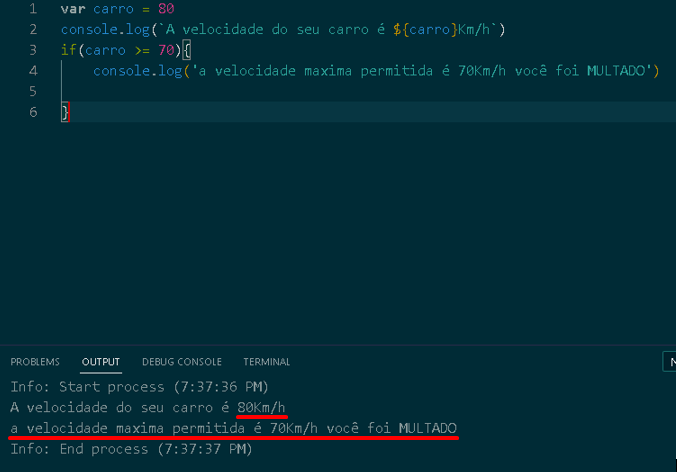 1 var carro = 80
2 console.log(`A velocidade do seu carro é ${carro}Km/h`)
3 if(carro >= 70){
4 console.log('a velocidade maxima permitida é 70Km/h você foi MULTADO')
5
6 }
PROBLEMS OUTPUT DEBUG CONSOLE TERMINAL
Info: Start process (7:37:36 PM)
A velocidade do seu carro é 80Km/h
a velocidade maxima permitida é 70Km/h você foi MULTADO
Info: End process (7:37:37 PM)